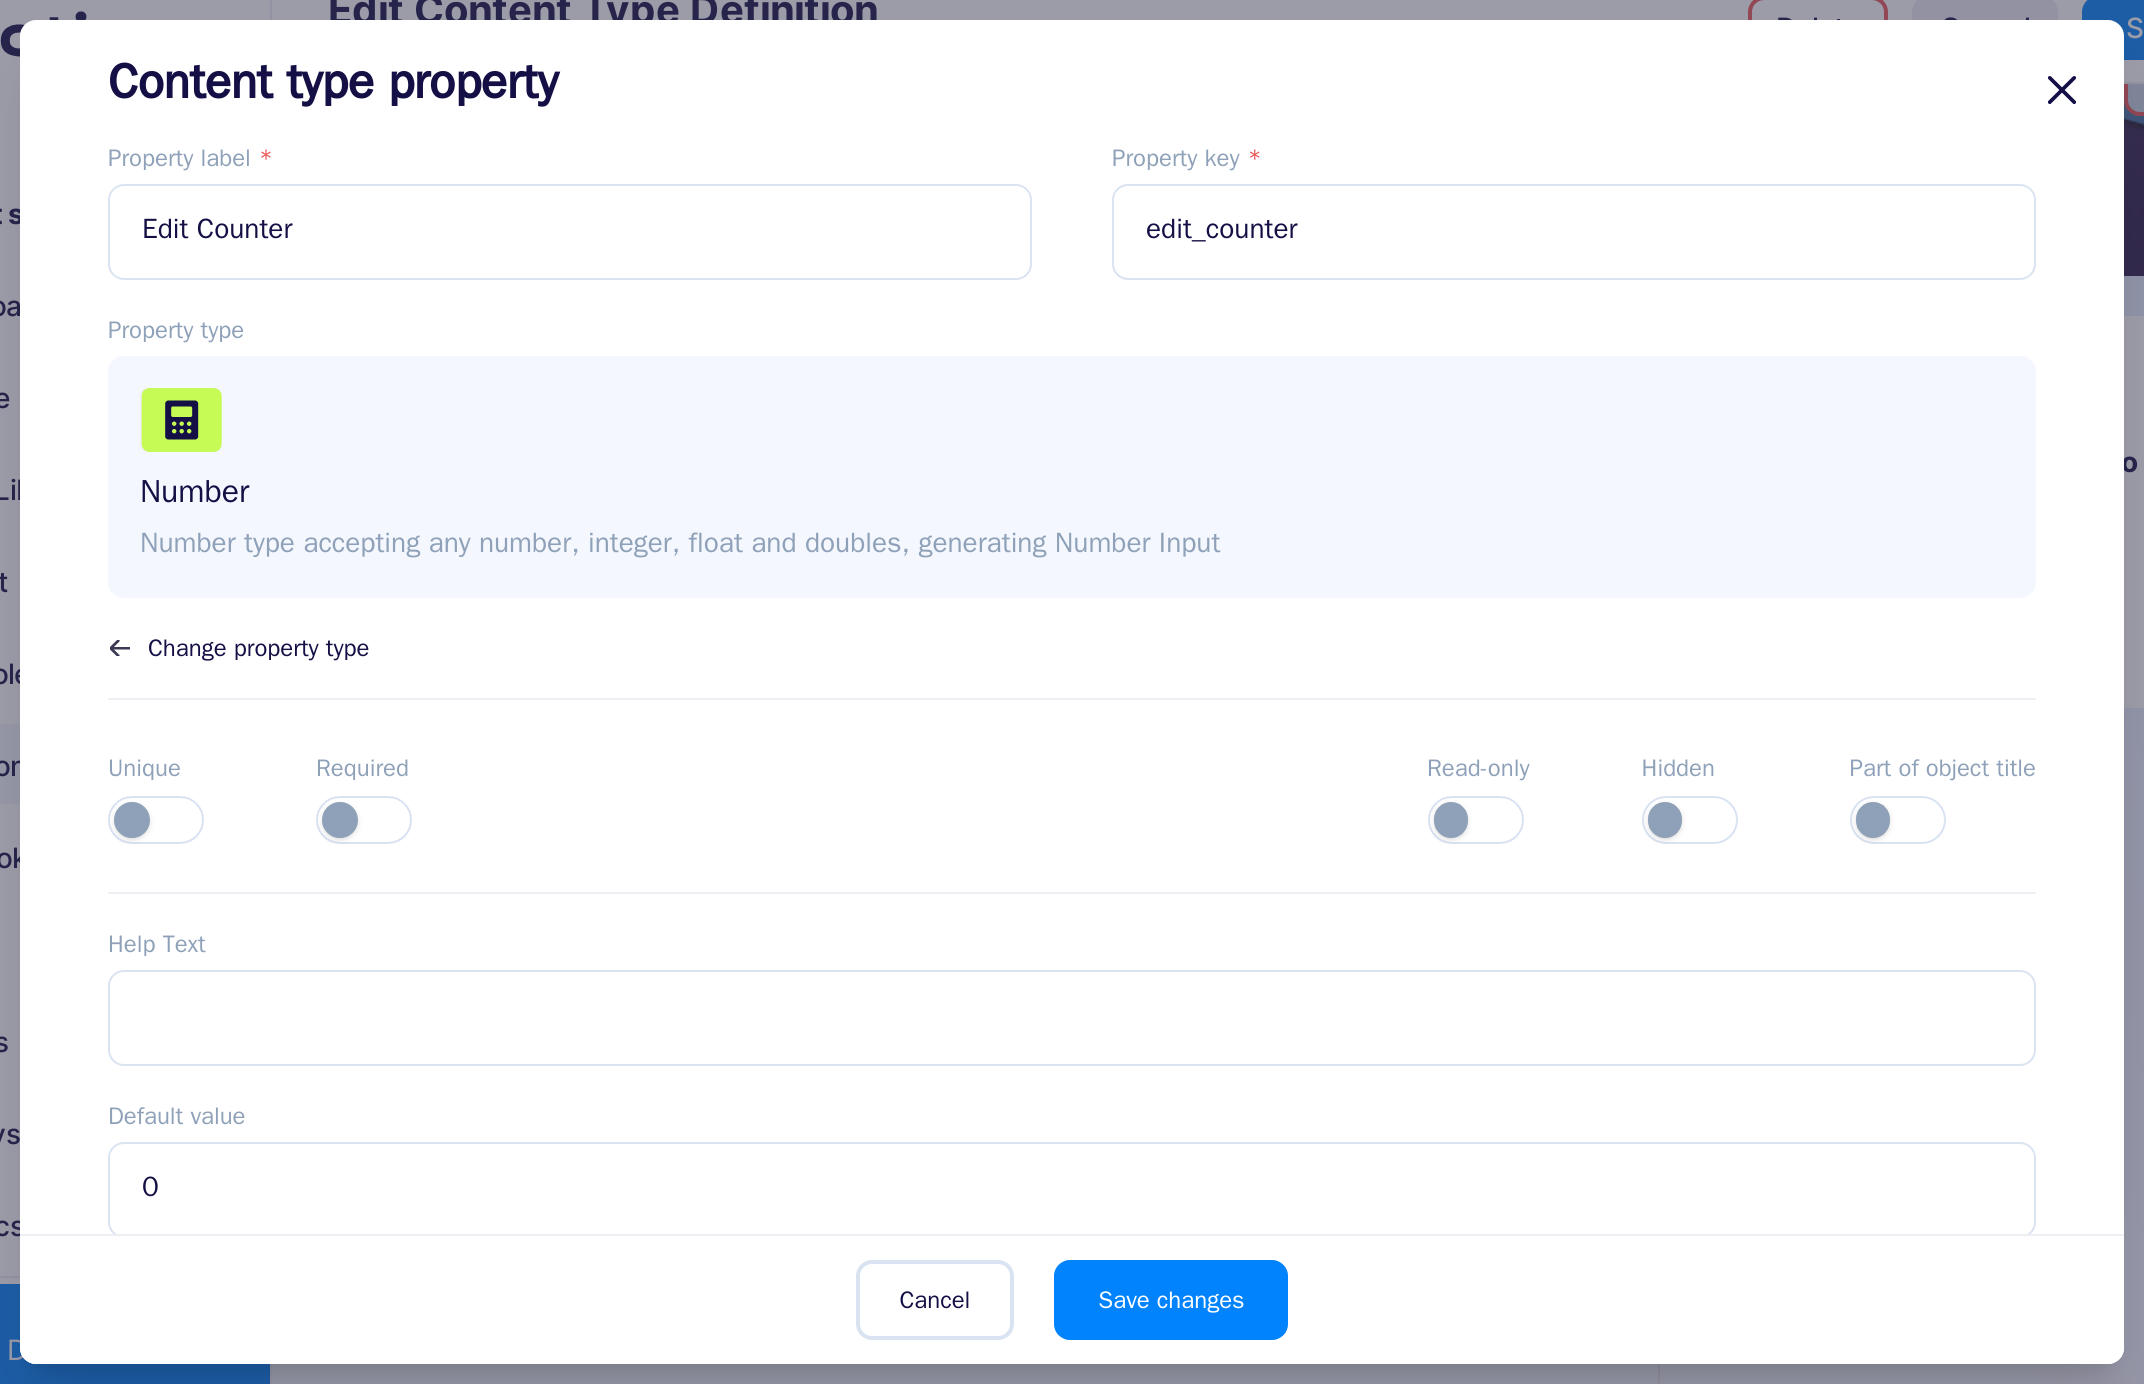 Edit Content Type Definition
Content type property
Property label *
Property key *
Edit Counter
edit_counter
Property type
Number
Number type accepting any number, integer, float and doubles, generating Number Input
Change property type
Unique
Required
Read-only
Hidden
Part of object title
Help Text
Default value
0
Cancel
Save changes